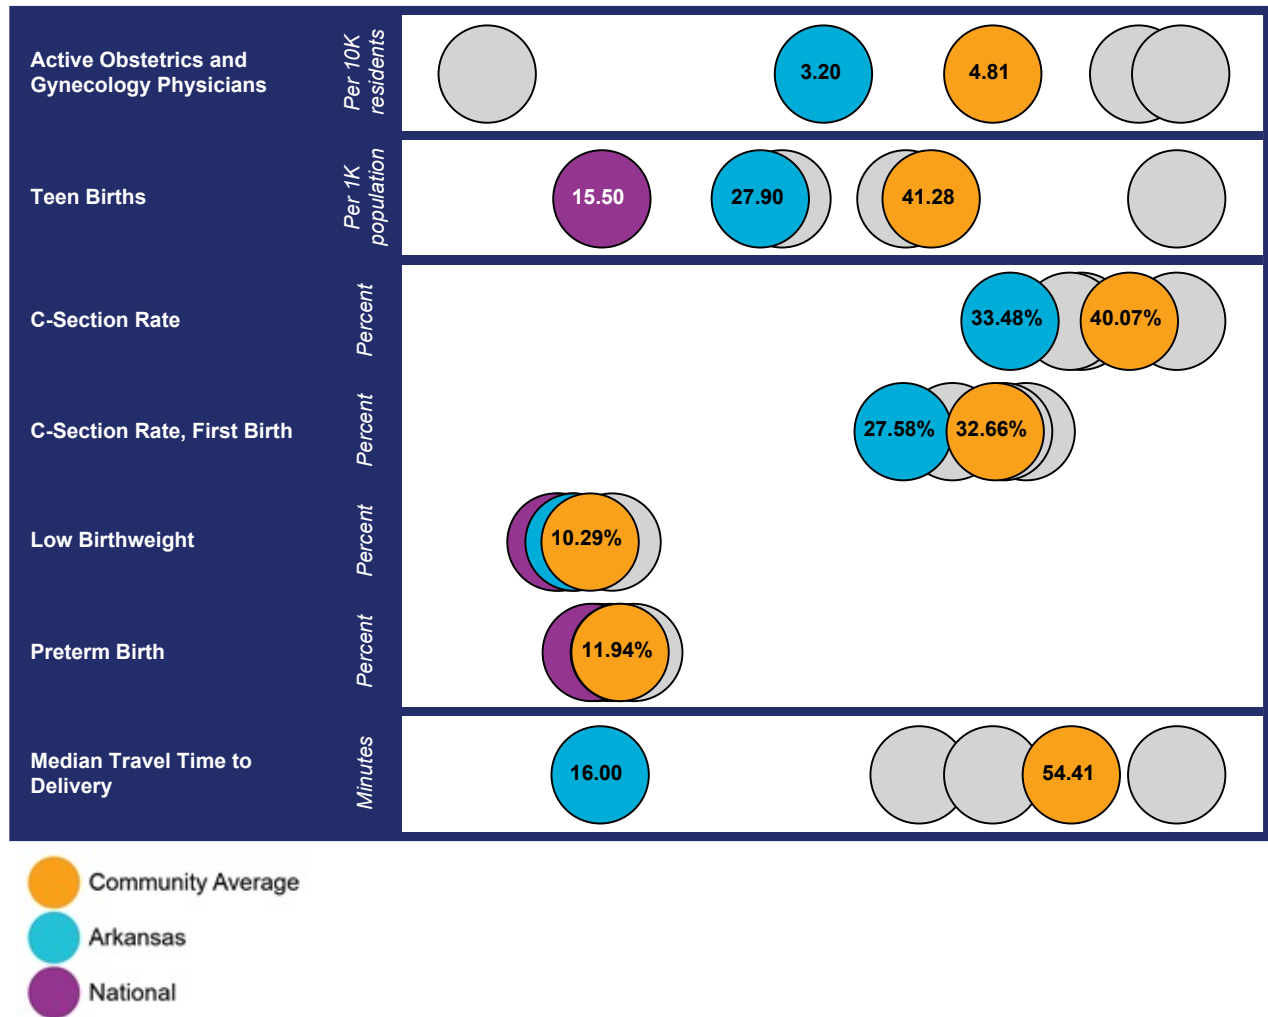 Active Obstetrics and
Gynecology Physicians
Per 10K
residents
3.20
4.81
Teen Births
Per 1K
population
15.50
27.90
41.28
C-Section Rate
Percent
33.48%
40.07%
C-Section Rate, First Birth
Percent
27.58%
32.66%
Low Birthweight
Percent
10.29%
Preterm Birth
Percent
11.94%
Median Travel Time to
Delivery
Minutes
16.00
54.41
Community Average
Arkansas
National